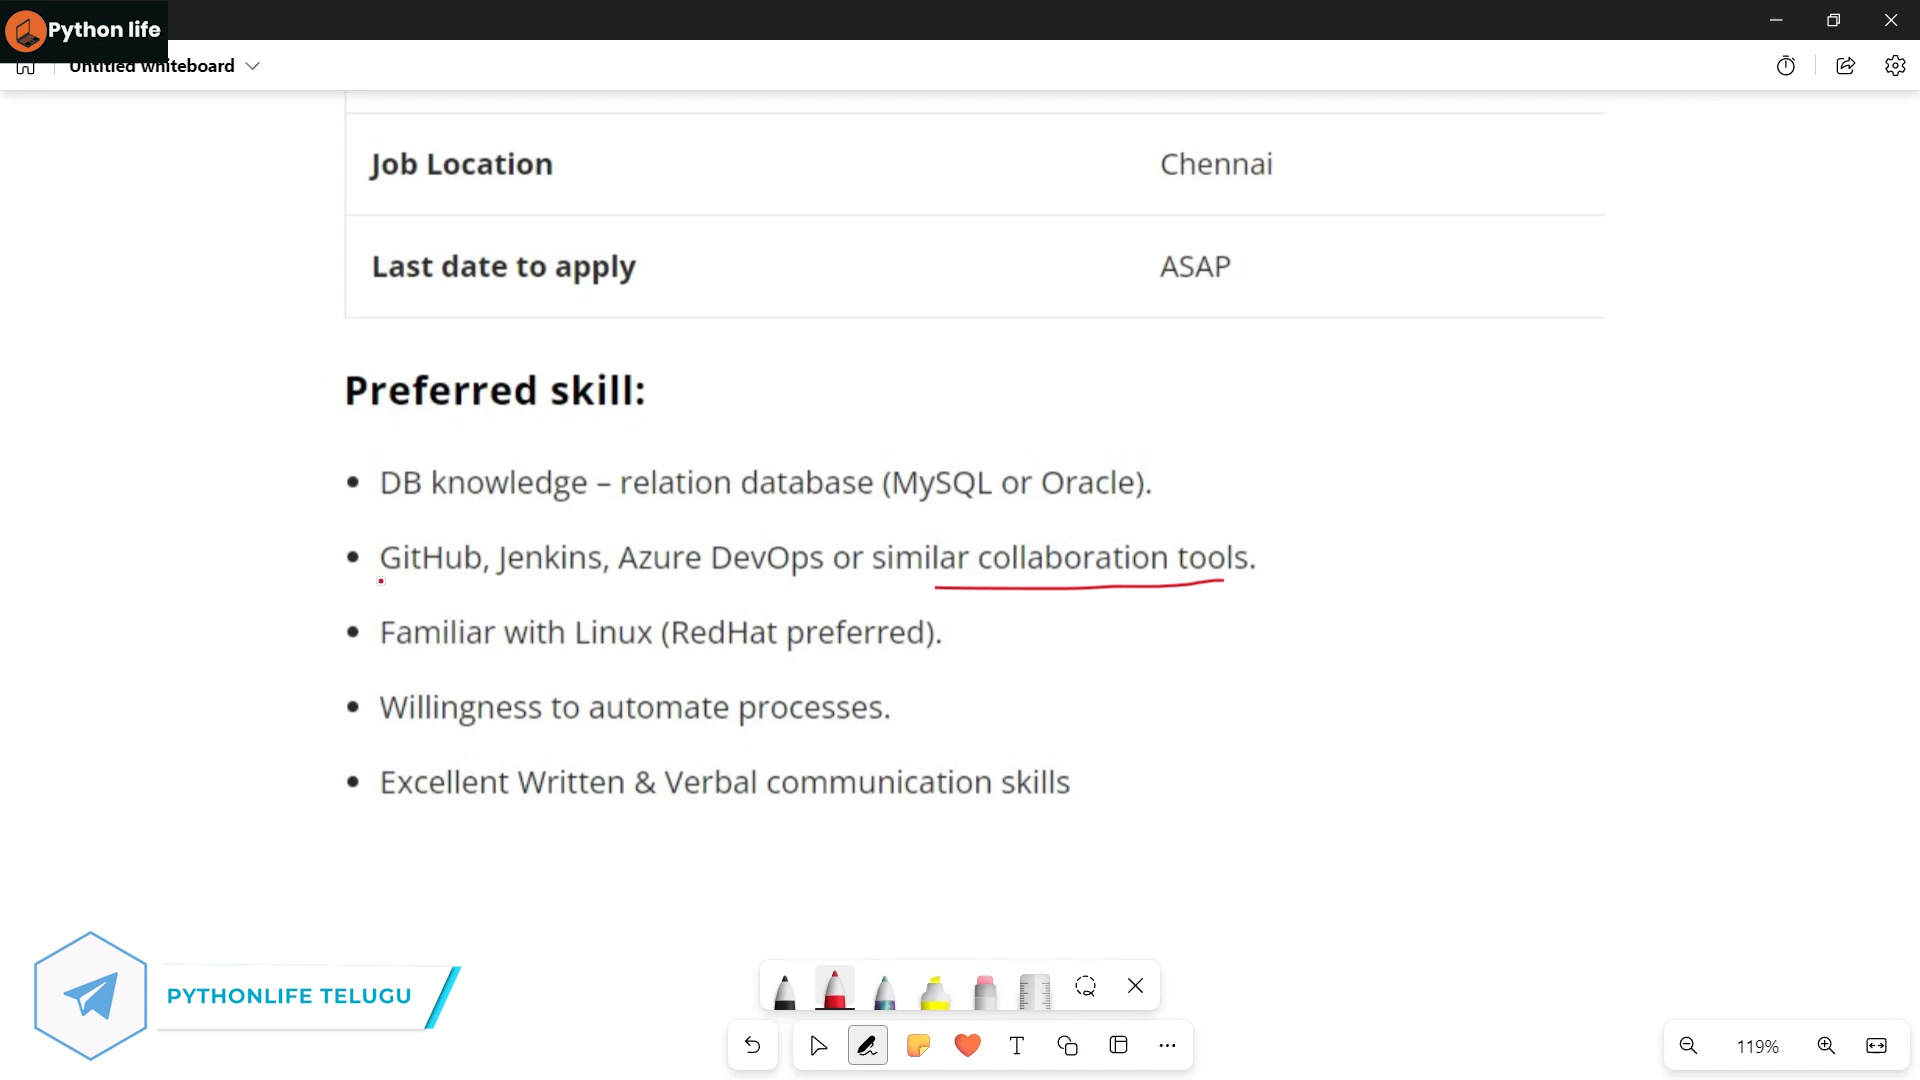 Python life
Untitled whiteboard
Job Location Chennai
Last date to apply ASAP
Preferred skill:
• DB knowledge – relation database (MySQL or Oracle).
• GitHub, Jenkins, Azure DevOps or similar collaboration tools.
• Familiar with Linux (RedHat preferred).
• Willingness to automate processes.
• Excellent Written & Verbal communication skills
PYTHONLIFE TELUGU
119%